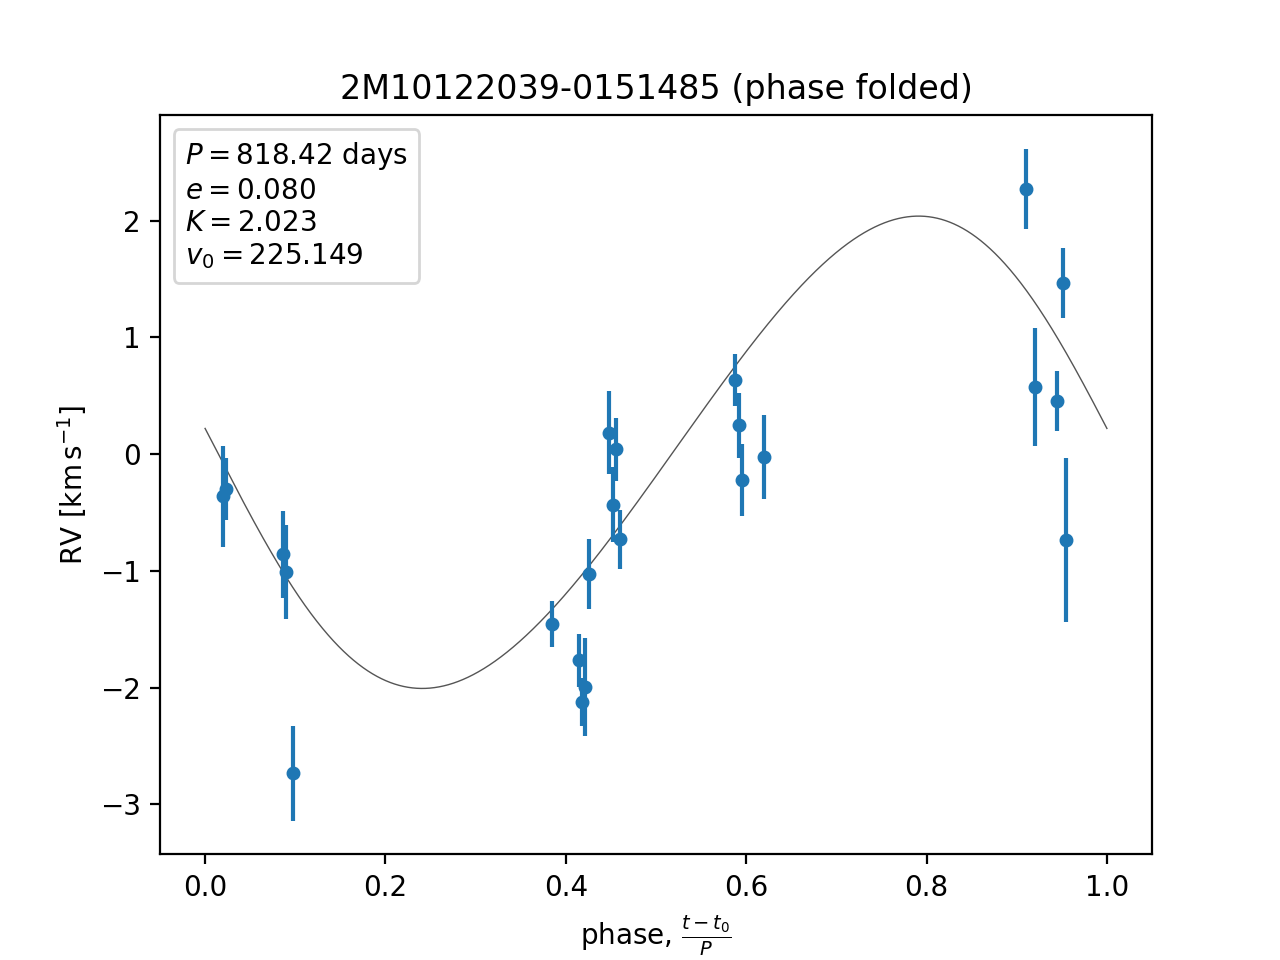 2M10122039-0151485 (phase folded)
P = 818.42 days
e = 0.080
K = 2.023
v₀ = 225.149
2
1
0
−1
−2
−3
RV [km s⁻¹]
0.0 0.2 0.4 0.6 0.8 1.0
phase, (t − t₀)/P